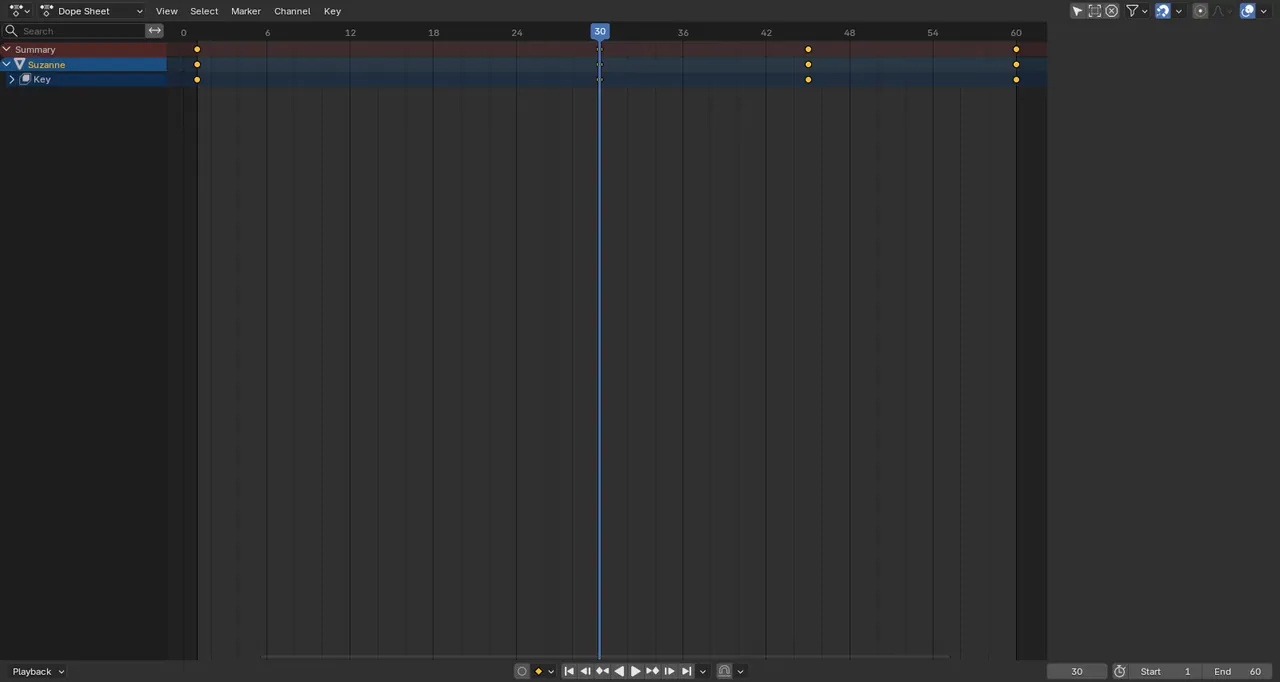 Dope Sheet View Select Marker Channel Key
Search 0 6 12 18 24 30 36 42 48 54 60
Summary
Suzanne
Key
Playback 30 Start 1 End 60